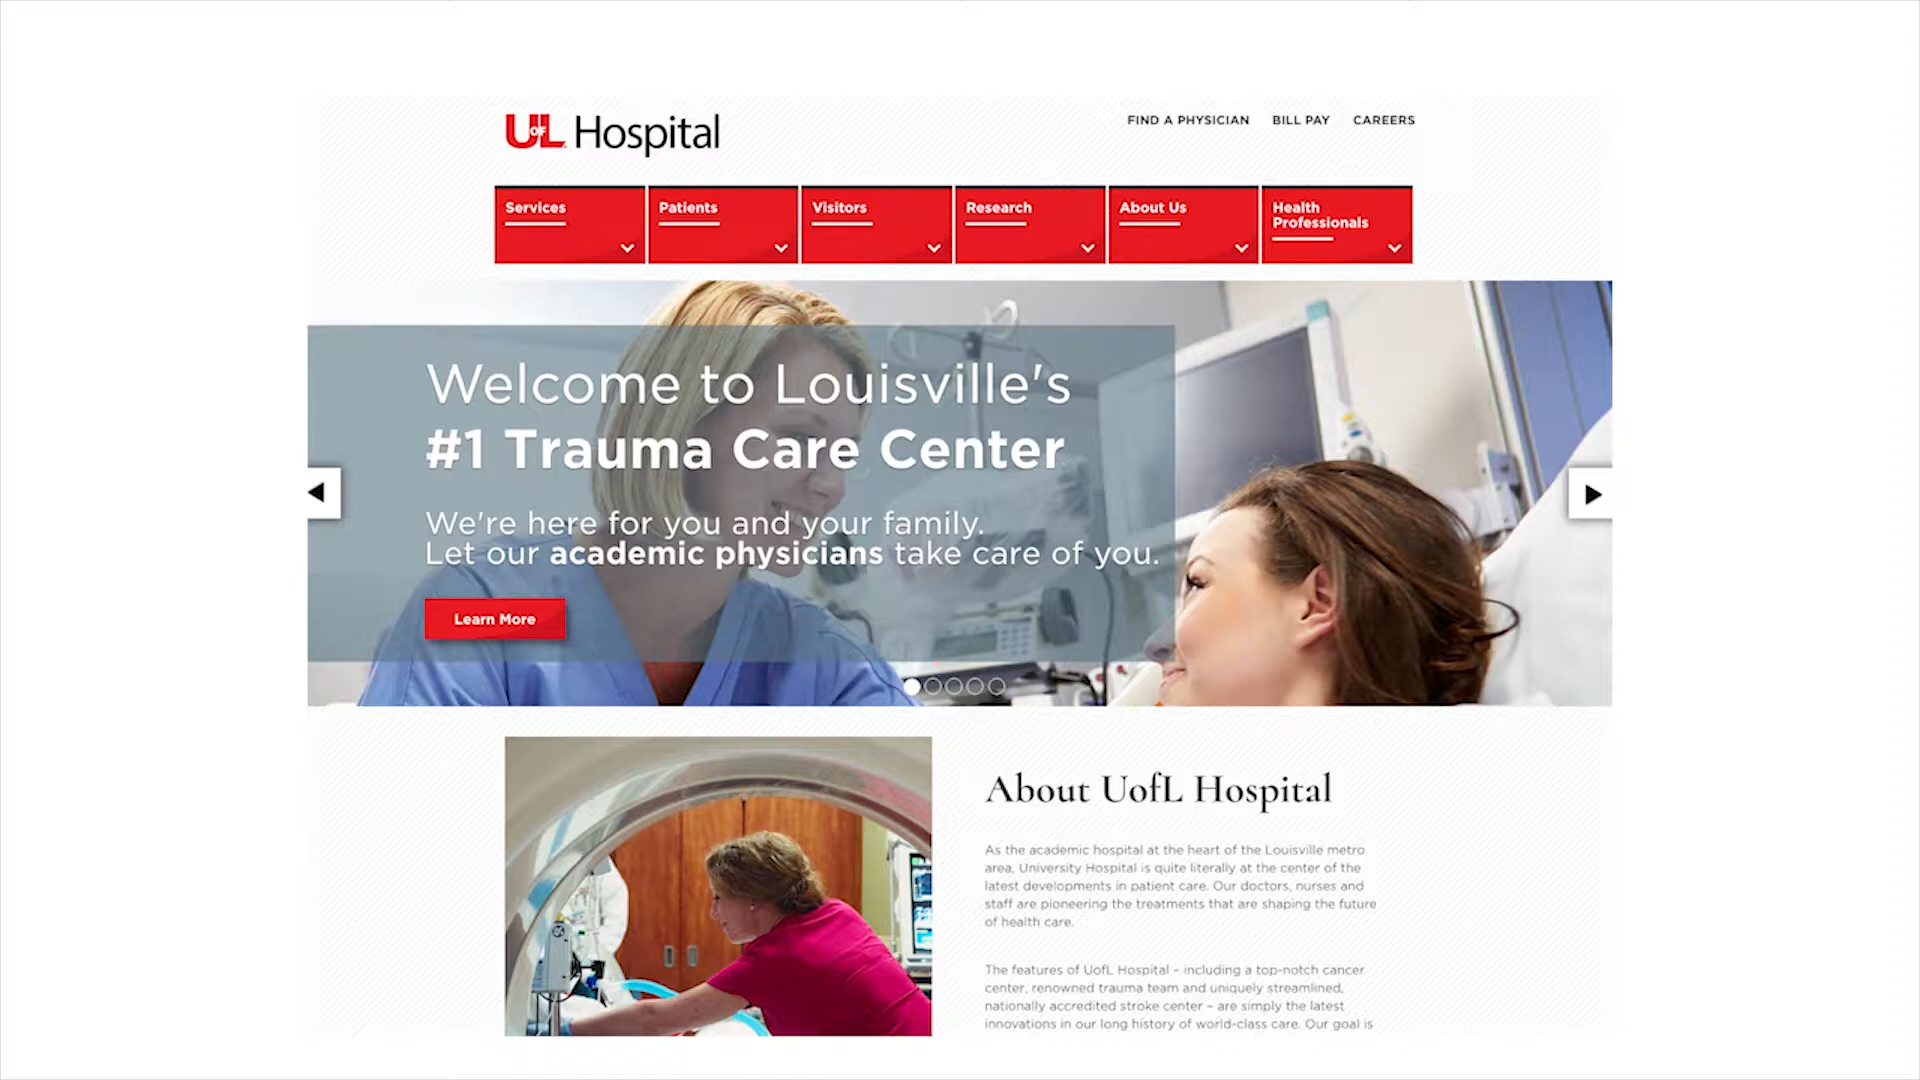 UofL Hospital
FIND A PHYSICIAN BILL PAY CAREERS
Services
Patients
Visitors
Research
About Us
Health
Professionals
Welcome to Louisville's
#1 Trauma Care Center
We're here for you and your family.
Let our academic physicians take care of you.
Learn More
About UofL Hospital
As the academic hospital at the heart of the Louisville metro
area, University Hospital is quite literally at the center of the
latest developments in patient care. Our doctors, nurses and
staff are pioneering the treatments that are shaping the future
of health care.
The features of UofL Hospital – including a top-notch cancer
center, renowned trauma team and uniquely streamlined,
nationally accredited stroke center – are simply the latest
innovations in our long history of world-class care. Our goal is